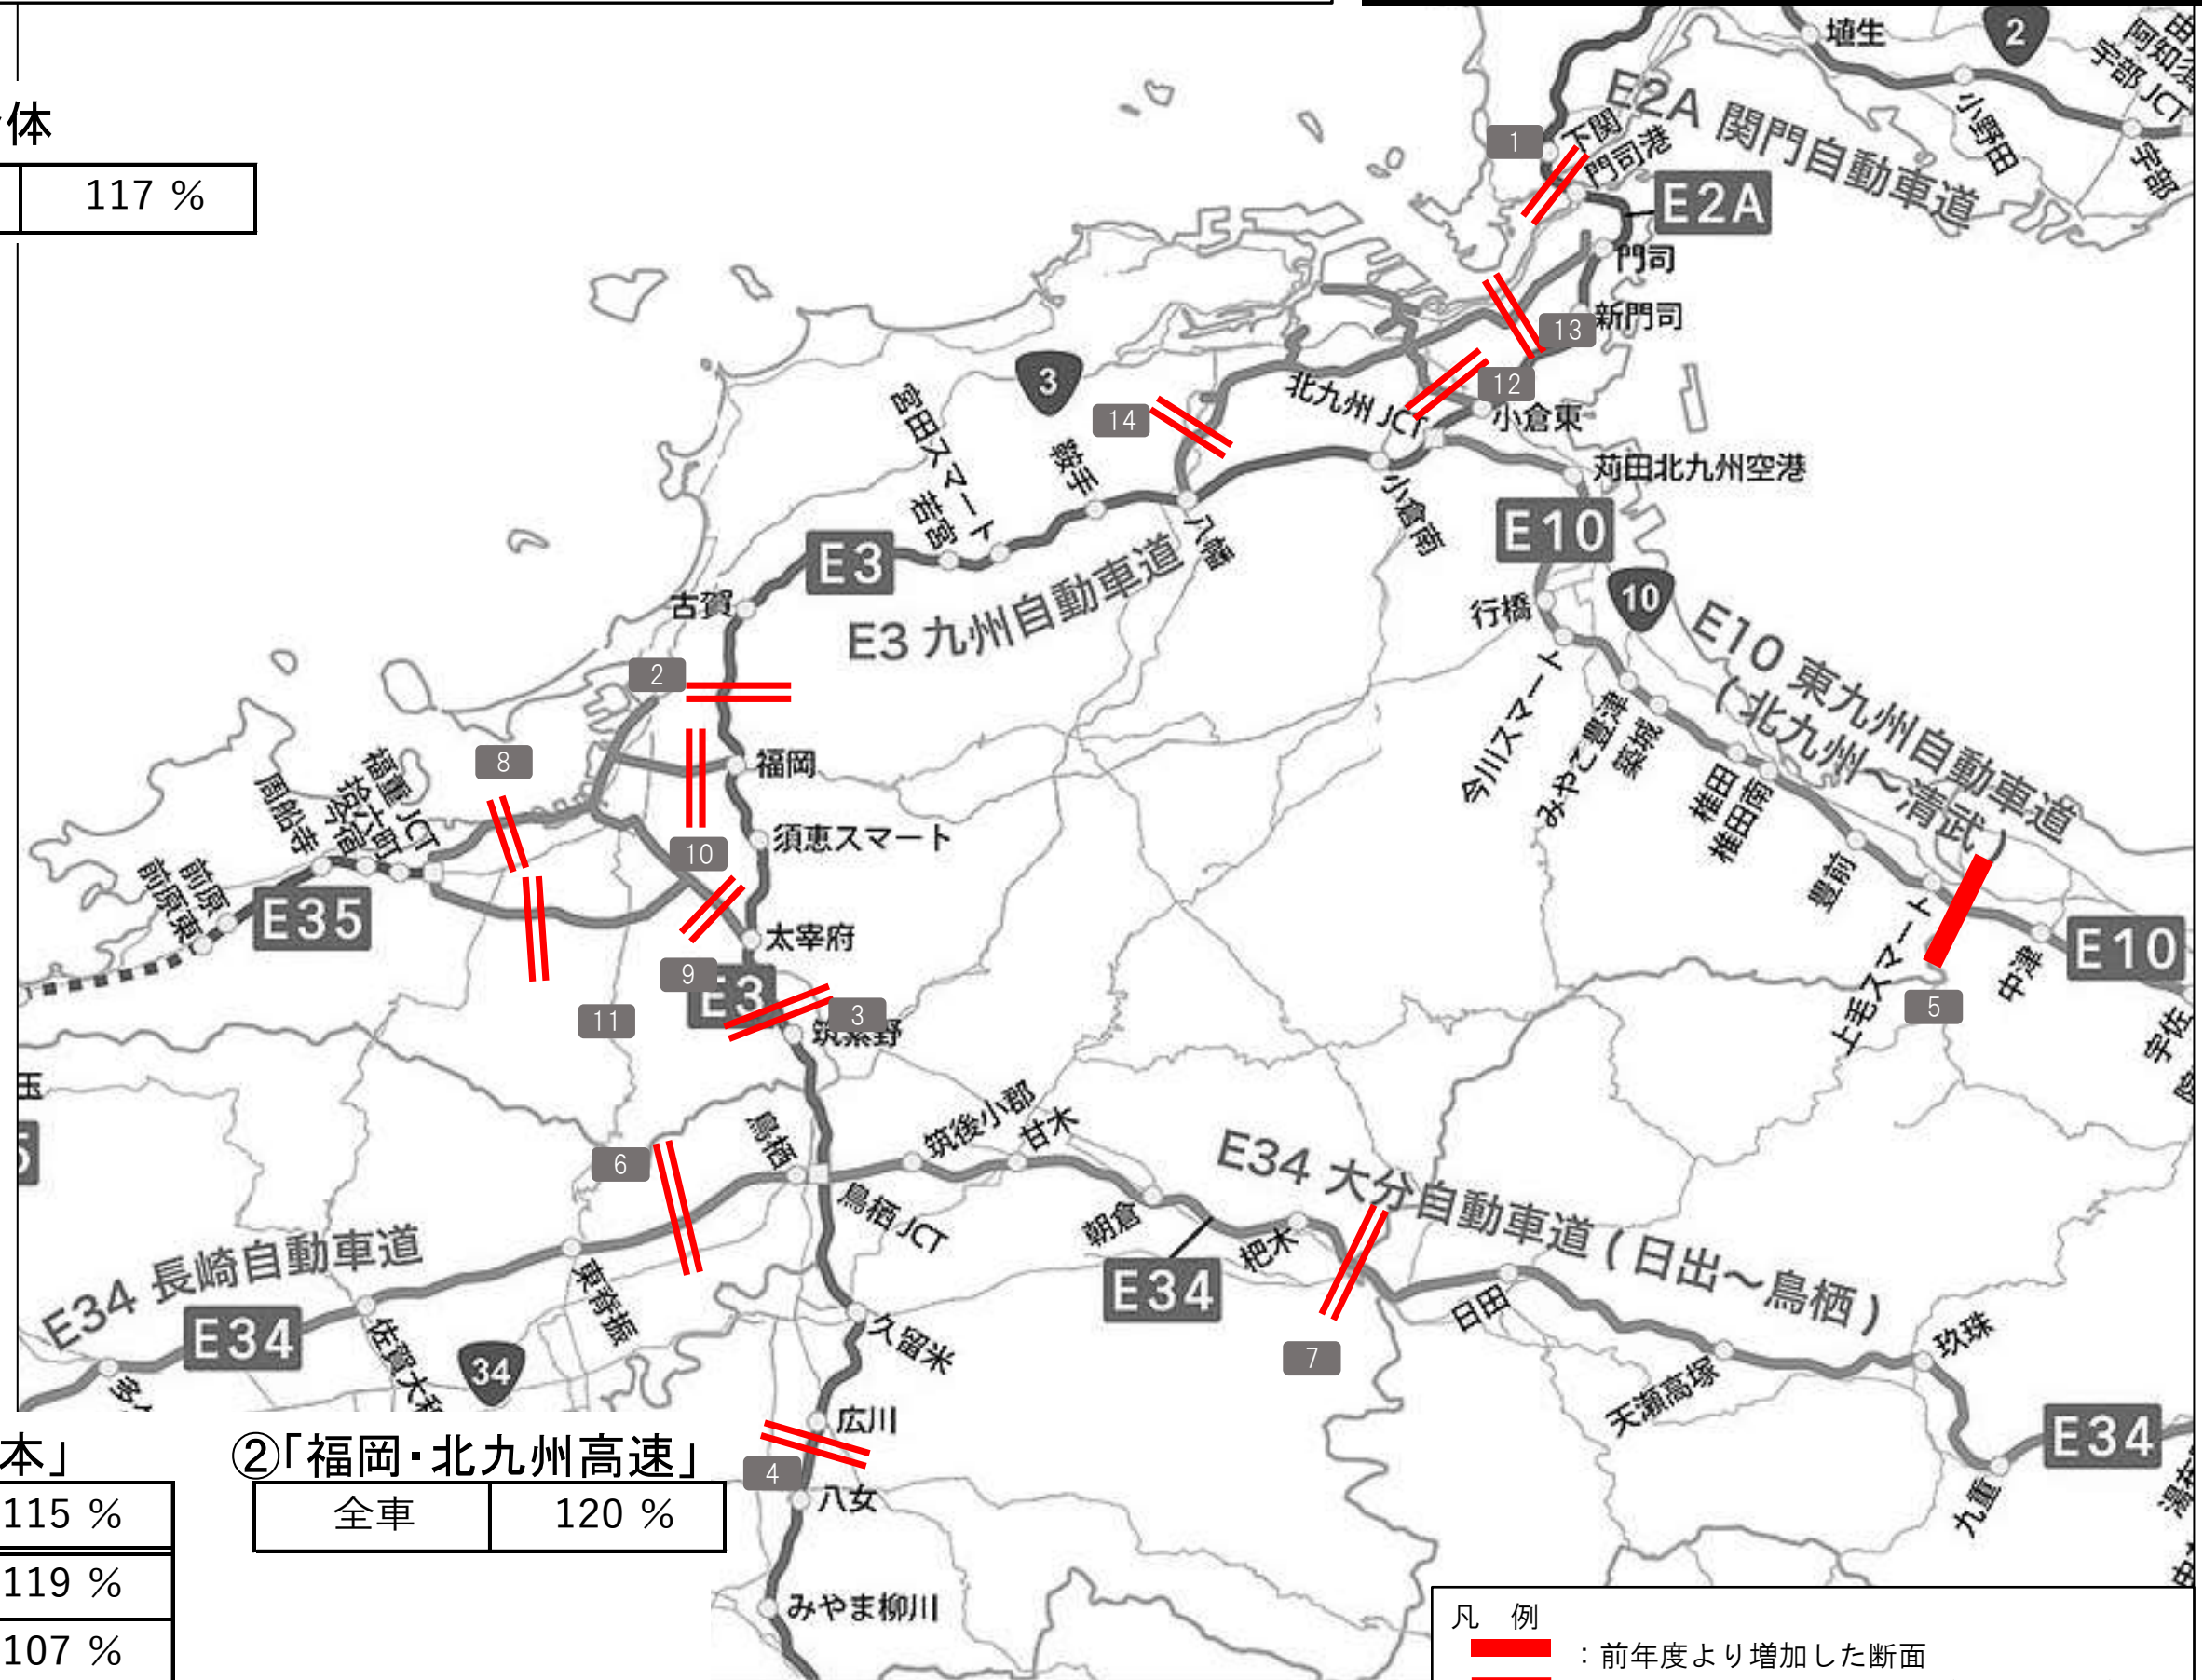 体
117 %
埴生
2
宇部 JCT
小野田
宇部
E2A 関門自動車道
1
下関
門司港
E2A
門司
新門司
13
12
3
北九州 JCT
小倉東
14
宮田スマート
若宮
鞍手
八幡
小倉南
苅田北九州空港
E10
E3
古賀
E3 九州自動車道
行橋
10
E10 東九州自動車道
( 北九州～清武 )
2
今川スマート
みやこ豊津
築城
椎田
椎田南
豊前
上毛スマート
中津
E10
5
宇佐
8
福岡
福重 JCT
拾六町
今宿
周船寺
前原
前原東
E35
10
須恵スマート
太宰府
9
E3
3
筑紫野
11
玉
6
鳥栖
筑後小郡
甘木
鳥栖 JCT
朝倉
杷木
E34 大分自動車道 ( 日出～鳥栖 )
E34
E34 長崎自動車道
E34
東脊振
佐賀大和
34
久留米
日田
7
天瀬高塚
玖珠
九重
E34
広川
4
八女
みやま柳川
本」
115 %
119 %
107 %
②「福岡・北九州高速」
全車 120 %
凡　例
：前年度より増加した断面